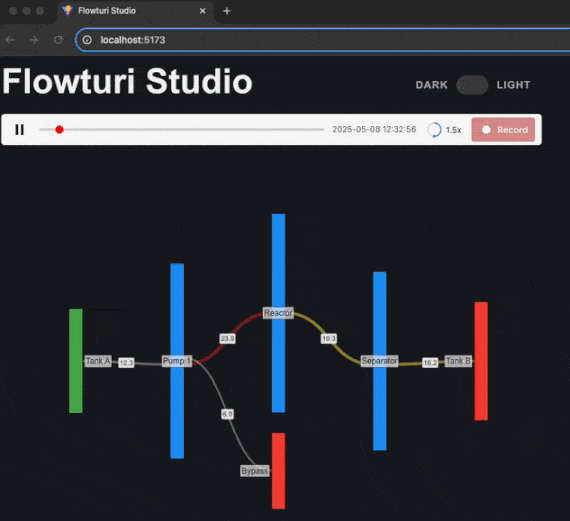 Flowturi Studio
localhost:5173
Flowturi Studio
DARK LIGHT
2025-05-08 12:32:56 1.5x Record
Reactor
23.9
19.3
Tank A
12.3
Pump 1
Separator
16.2
Tank B
6.0
Bypass